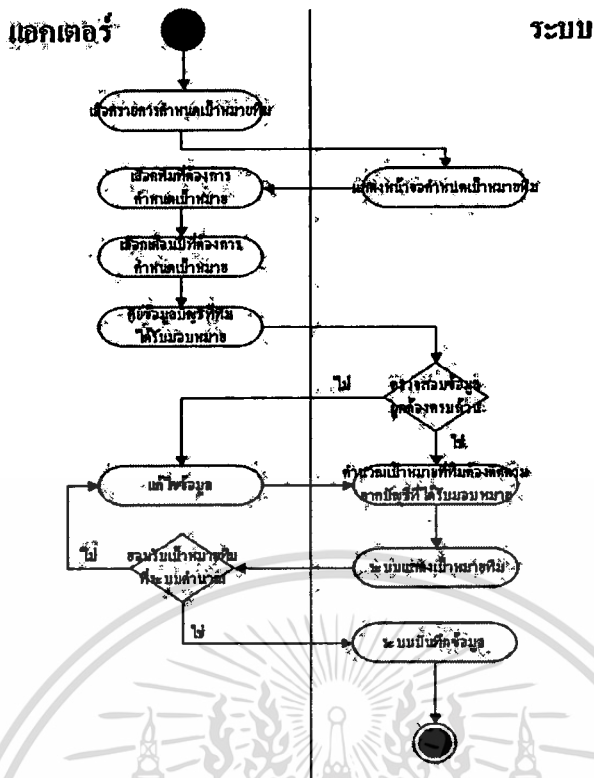 แอกเตอร์
ระบบ
เลือกรายการกำหนดเป้าหมายทีม
เลือกทีมที่ต้องการ
กำหนดเป้าหมาย
แสดงหน้าจอกำหนดเป้าหมายทีม
เลือกเดือนปีที่ต้องการ
กำหนดเป้าหมาย
ข้อมูลบัญชีที่ทีม
ได้รับมอบหมาย
ไม่
ตรวจสอบข้อมูล
ถูกต้องครบถ้วน
ใช่
แก้ไขข้อมูล
คำนวณเป้าหมายที่ทีมต้องติดตาม
จากบัญชีที่ได้รับมอบหมาย
ไม่
ยอมรับเป้าหมายทีม
ที่ระบบคำนวณ
ระบบแสดงเป้าหมายทีม
ใช่
ระบบบันทึกข้อมูล